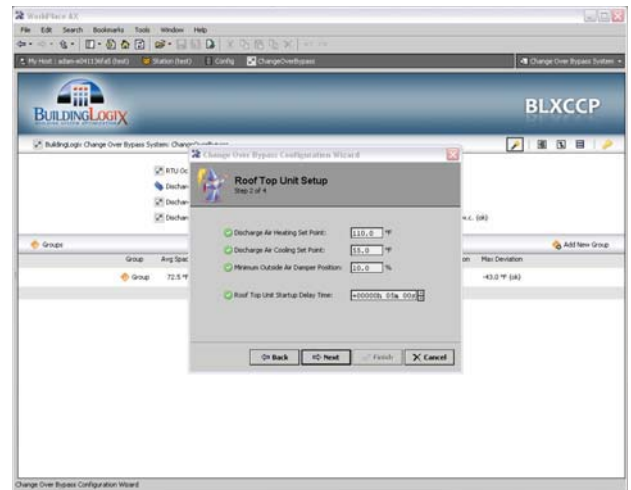 WorkPlace AX
File Edit Search Bookmarks Tools Window Help
My Host : adam-e041136fa5 (test) Station (test) Config ChangeOverBypass Change Over Bypass System
BUILDINGLOGIX
BLXCCP
BuildingLogix Change Over Bypass System:
Change Over Bypass Configuration Wizard
RTU Oc
Roof Top Unit Setup
Step 2 of 4
Dischar
Dischar
Dischar
w.c. (ok)
Discharge Air Heating Set Point: 110.0 °F
Groups Add New Group
Discharge Air Cooling Set Point: 55.0 °F
Group Avg Spac on Max Deviation
Minimum Outside Air Damper Position: 10.0 %
Group 72.5 °F -43.0 °F (ok)
Roof Top Unit Startup Delay Time: +00000h 05m 00s
Back Next Finish Cancel
Change Over Bypass Configuration Wizard